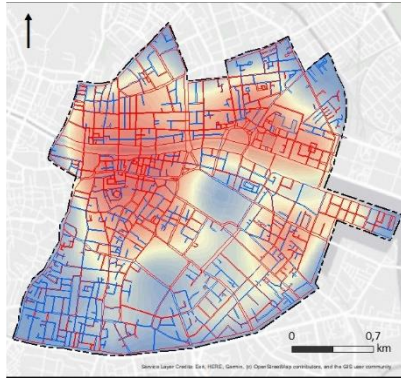 0 0,7
km
Service Layer Credits: Esri, HERE, Garmin, (c) OpenStreetMap contributors, and the GIS user community